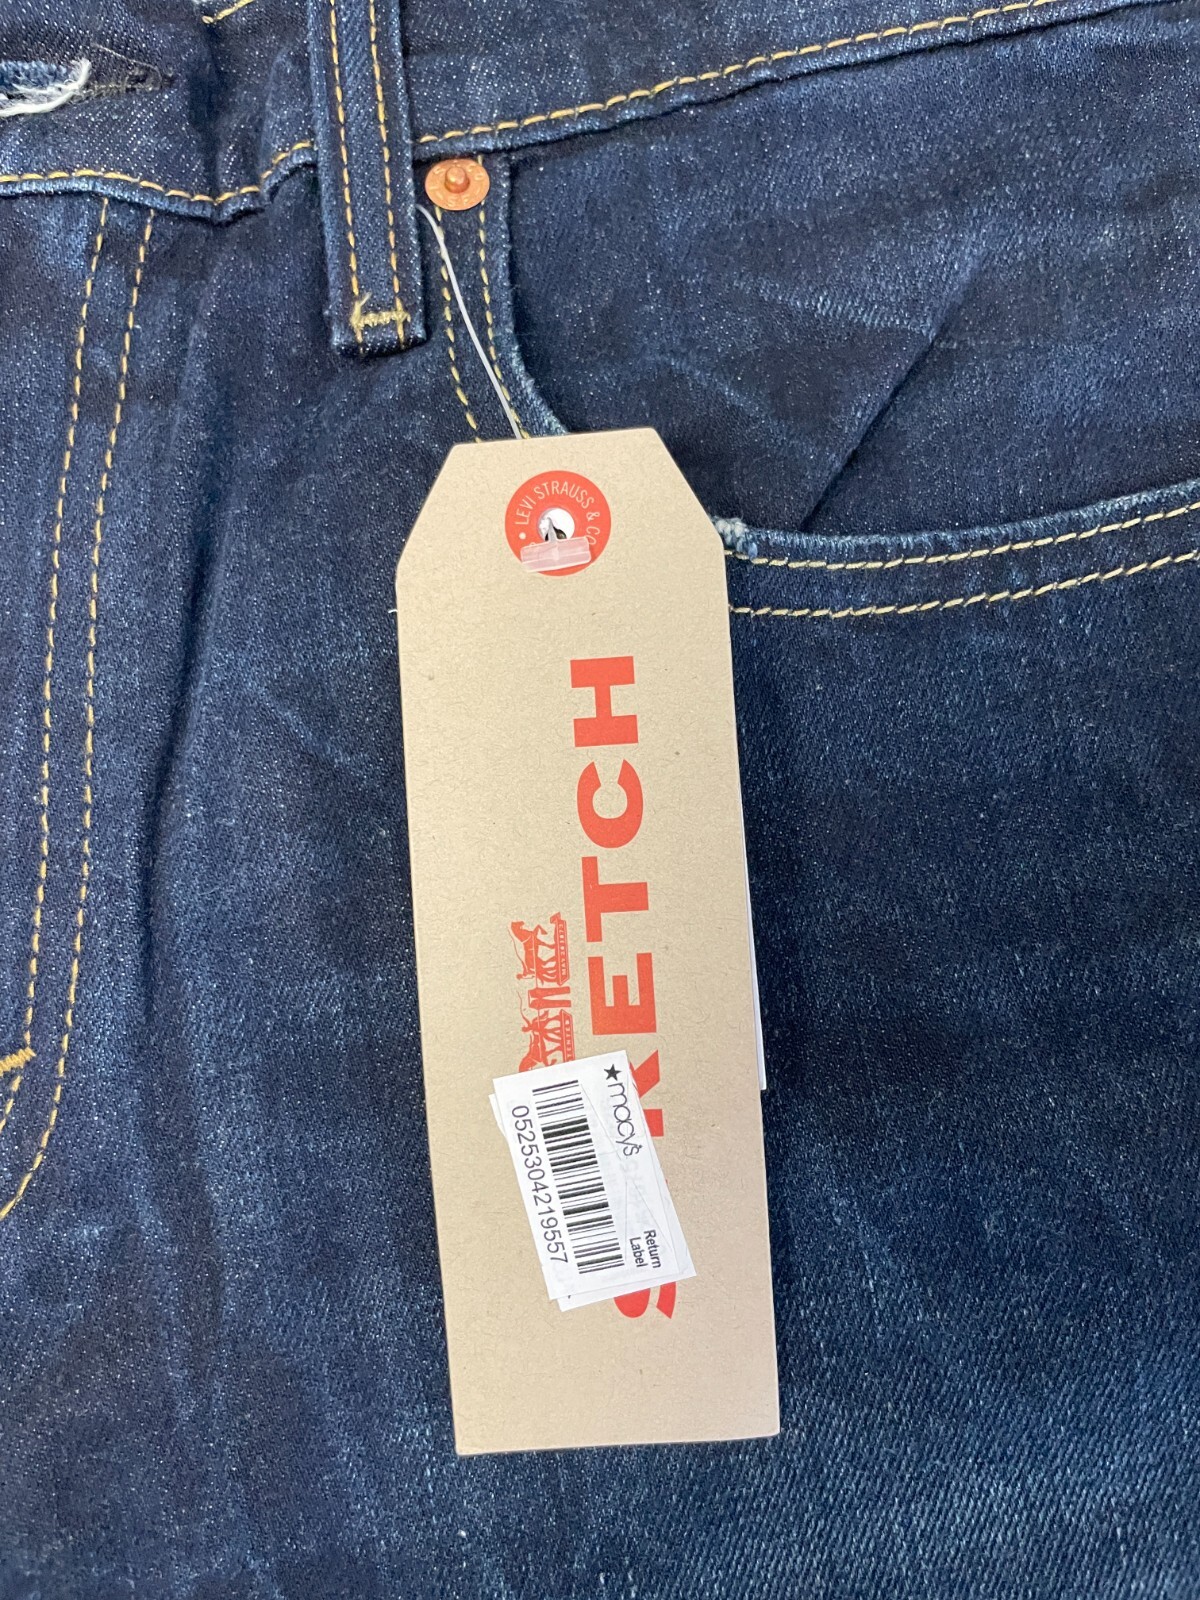 LEVI STRAUSS & CO
STRETCH
★macy's
Return
Label
0525304219557